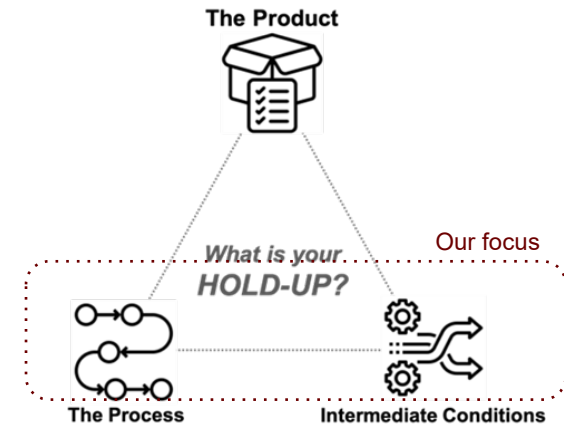 The Product
Our focus
What is your
HOLD-UP?
The Process
Intermediate Conditions